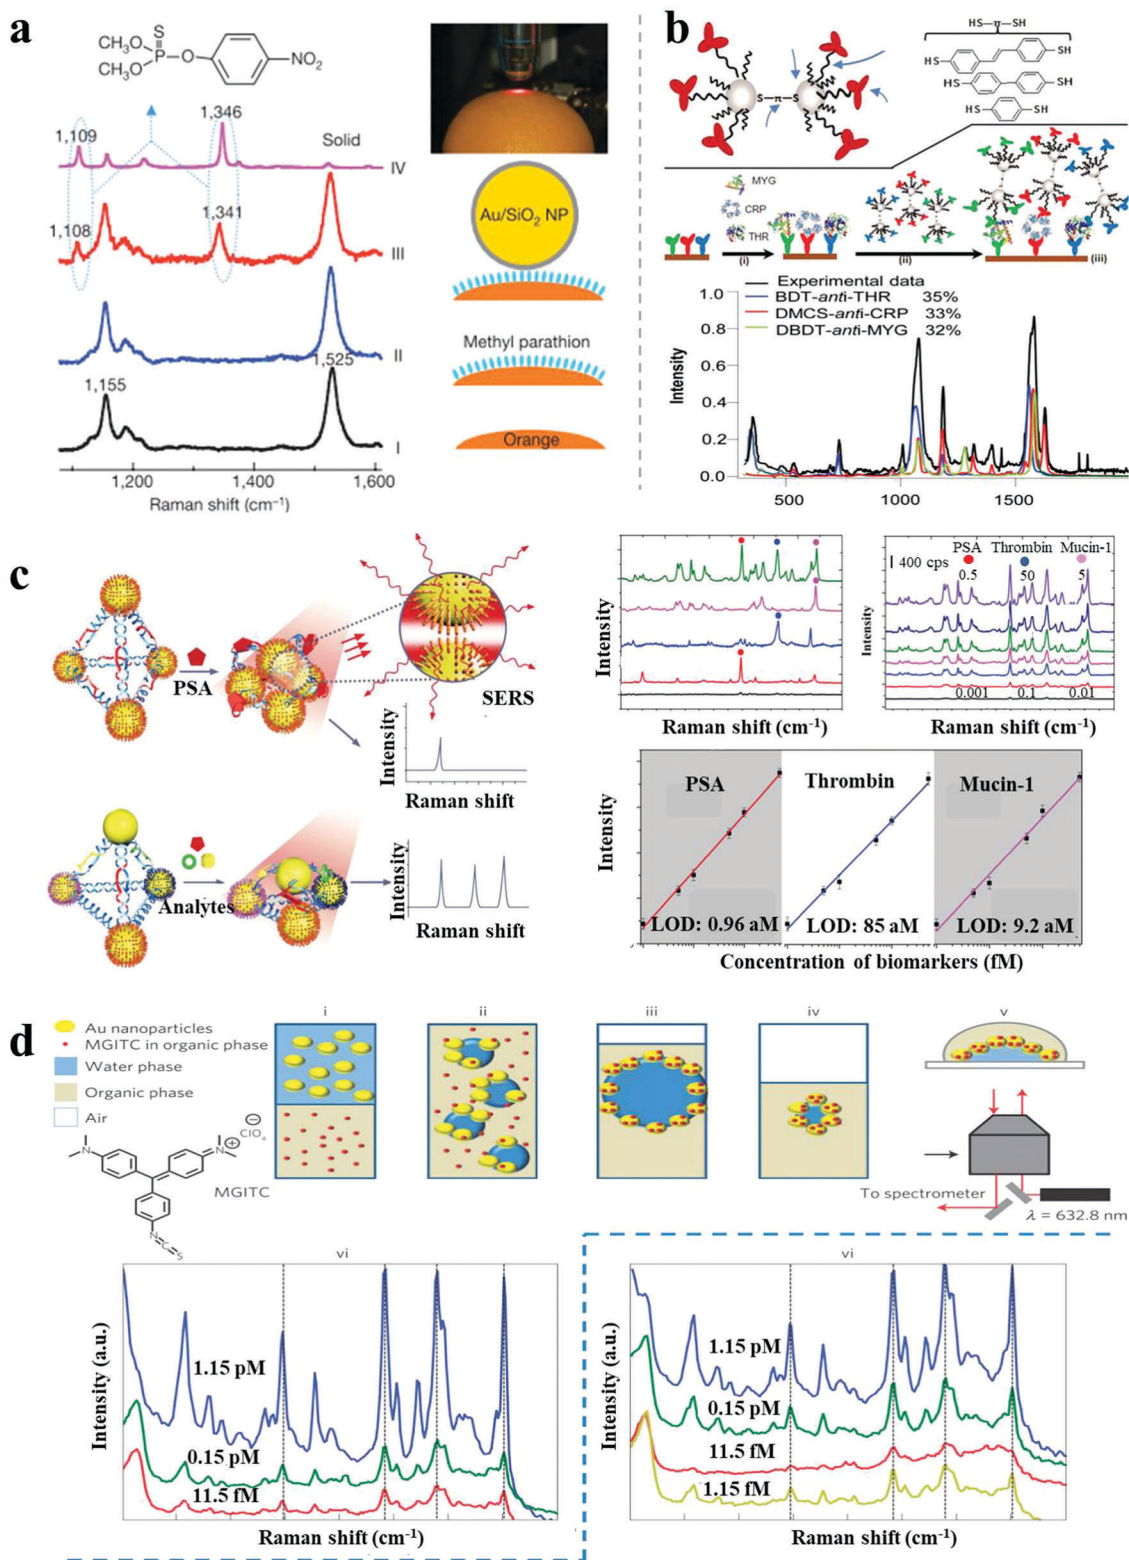 a
CH₃O
S
P
CH₃O
O
NO₂
1,346
1,109
Solid
IV
1,341
1,108
III
II
1,525
1,155
I
1,200
1,400
1,600
Raman shift (cm⁻¹)
Au/SiO₂ NP
Methyl parathion
Orange
b
HS-π-SH
S-π-S
HS
SH
HS
SH
HS
SH
MYG
CRP
THR
(i)
(ii)
(iii)
Experimental data
BDT-anti-THR 35%
DMCS-anti-CRP 33%
DBDT-anti-MYG 32%
1.0
0.8
0.6
0.4
0.2
0.0
Intensity
500
1000
1500
Raman shift (cm⁻¹)
c
PSA
SERS
Intensity
Raman shift
Analytes
Intensity
Raman shift
Intensity
Raman shift (cm⁻¹)
400 cps
PSA Thrombin Mucin-1
0.5 50 5
0.001 0.1 0.01
Intensity
Raman shift (cm⁻¹)
Intensity
PSA Thrombin Mucin-1
LOD: 0.96 aM LOD: 85 aM LOD: 9.2 aM
Concentration of biomarkers (fM)
d
Au nanoparticles
MGITC in organic phase
Water phase
Organic phase
Air
i
ii
iii
iv
v
ClO₄
⊖
N
N
⊕
MGITC
N=C=S
To spectrometer
λ = 632.8 nm
vi
Intensity (a.u.)
1.15 pM
0.15 pM
11.5 fM
Raman shift (cm⁻¹)
vi
Intensity (a.u.)
1.15 pM
0.15 pM
11.5 fM
1.15 fM
Raman shift (cm⁻¹)